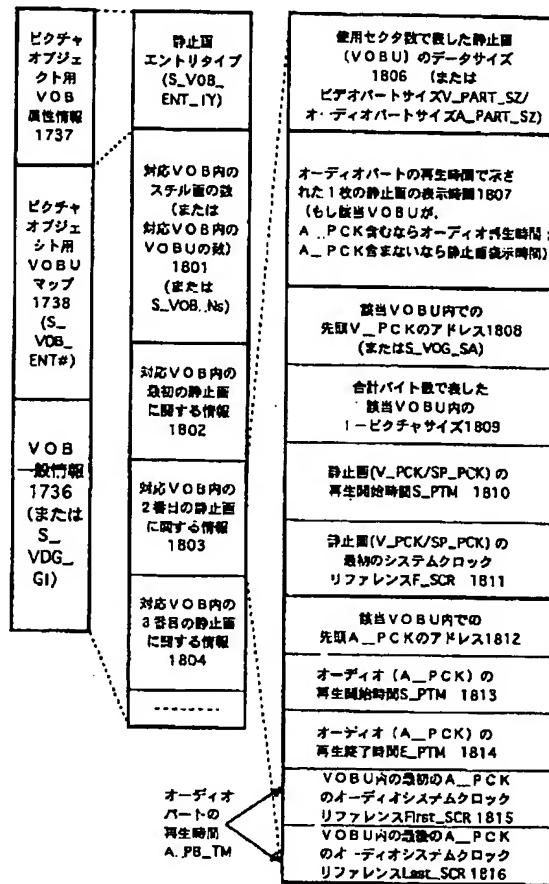 ピクチャ
オブジェ
クト用
VOB
属性情報
1737
ピクチャ
オブジェ
クト用
VOBU
マップ
1738
(S_
VOB_
ENT#)
VOB
一般情報
1736
(または
S_
VDG_
GI)
静止画
エントリタイプ
(S_VOB_
ENT_TY)
対応VOB内の
スチル画の数
(または
対応VOB内の
VOBUの数)
1801
(または
S_VOB_Ns)
対応VOB内の
最初の静止画
に関する情報
1802
対応VOB内の
2番目の静止画
に関する情報
1803
対応VOB内の
3番目の静止画
に関する情報
1804
使用セクタ数で表した静止画
(VOBU)のデータサイズ
1806 (または
ビデオパートサイズV_PART_SZ/
オーディオパートサイズA_PART_SZ)
オーディオパートの再生時間で示さ
れた1枚の静止画の表示時間1807
(もし該当VOBUが、
A_PCK含むならオーディオ再生時間;
A_PCK含まないなら静止画表示時間)
該当VOBU内での
先頭V_PCKのアドレス1808
(またはS_VOG_SA)
合計バイト数で表した
該当VOBU内の
I-ピクチャサイズ1809
静止画(V_PCK/SP_PCK)の
再生開始時間S_PTM 1810
静止画(V_PCK/SP_PCK)の
最初のシステムクロック
リファレンスF_SCR 1811
該当VOBU内での
先頭A_PCKのアドレス1812
オーディオ(A_PCK)の
再生開始時間S_PTM 1813
オーディオ(A_PCK)の
再生終了時間E_PTM 1814
VOBU内の最初のA_PCK
のオーディオシステムクロック
リファレンスFirst_SCR 1815
VOBU内の最後のA_PCK
のオーディオシステムクロック
リファレンスLast_SCR 1816
オーディオ
パートの
再生時間
A_PB_TM